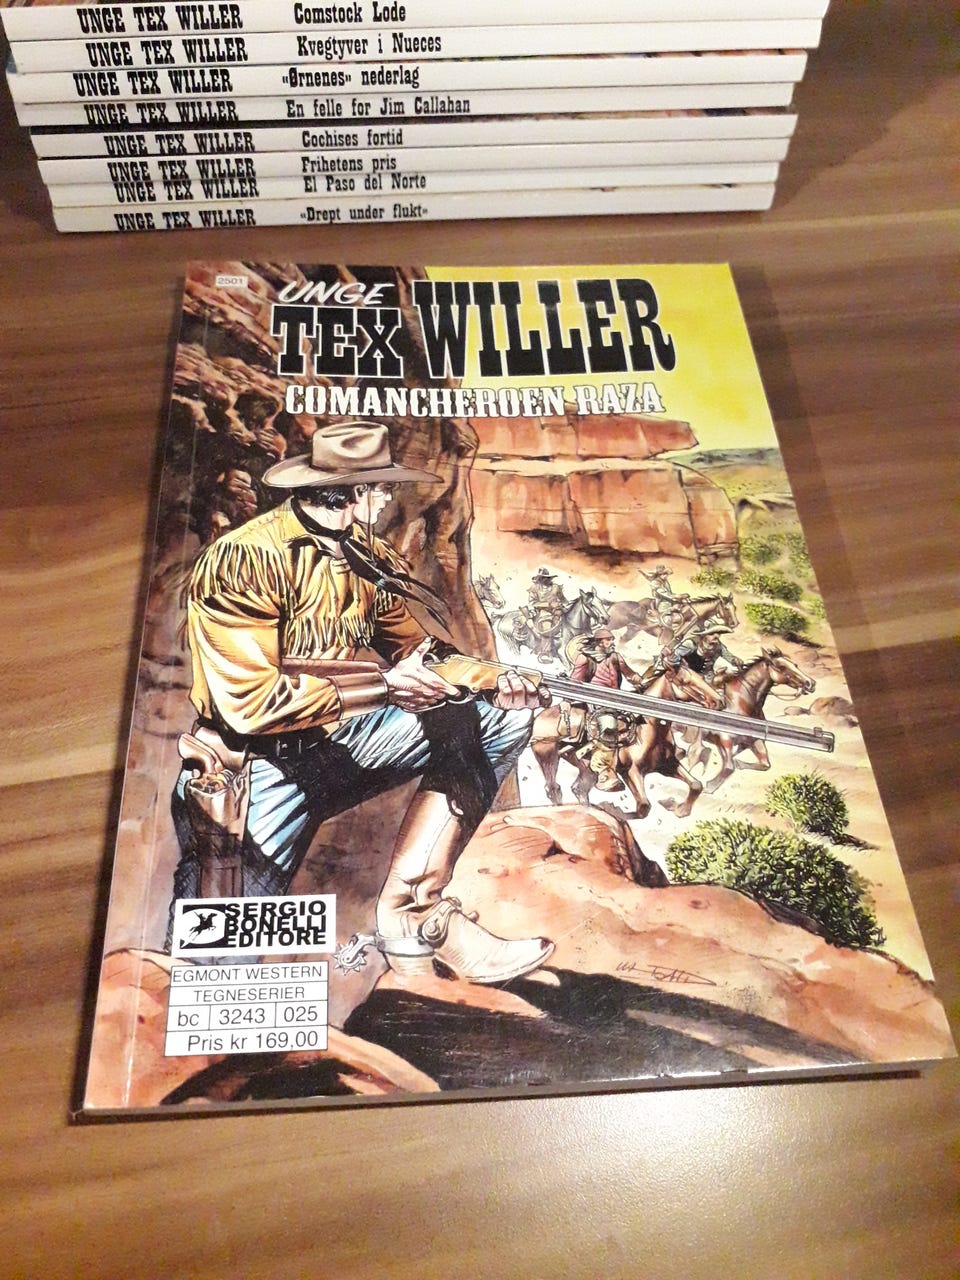 UNGE TEX WILLER Comstock Lode
UNGE TEX WILLER Kvegtyver i Nueces
UNGE TEX WILLER «Ørnenes» nederlag
UNGE TEX WILLER En felle for Jim Callahan
UNGE TEX WILLER Cochises fortid
UNGE TEX WILLER Frihetens pris
UNGE TEX WILLER El Paso del Norte
UNGE TEX WILLER «Drept under flukt»
2501
UNGE
TEX WILLER
COMANCHEROEN RAZA
SERGIO
BONELLI
EDITORE
EGMONT WESTERN
TEGNESERIER
bc 3243 025
Pris kr 169,00